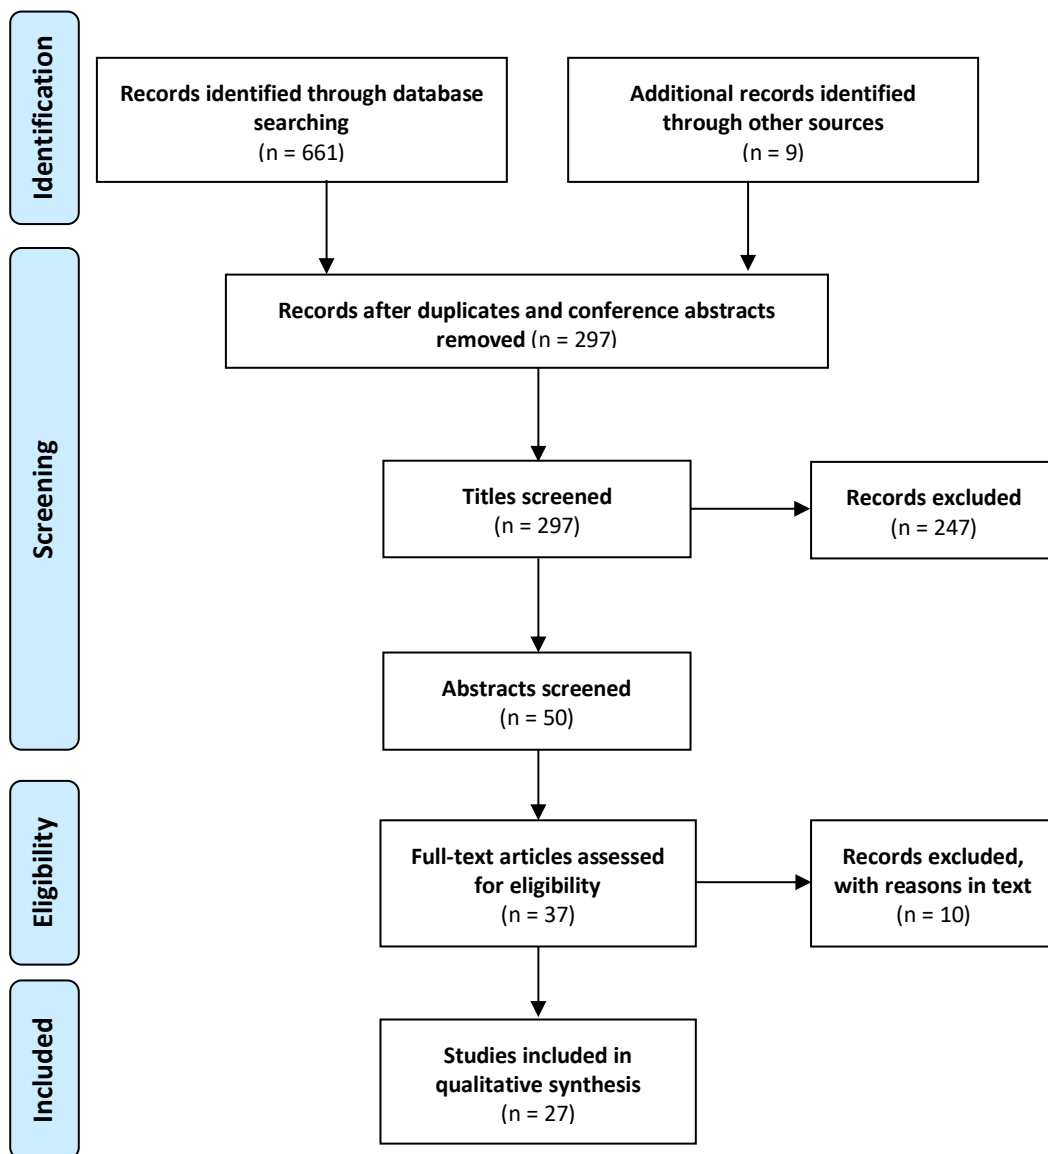 Identification
Records identified through database
searching
(n = 661)
Additional records identified
through other sources
(n = 9)
Screening
Records after duplicates and conference abstracts
removed (n = 297)
Titles screened
(n = 297)
Records excluded
(n = 247)
Abstracts screened
(n = 50)
Eligibility
Full-text articles assessed
for eligibility
(n = 37)
Records excluded,
with reasons in text
(n = 10)
Included
Studies included in
qualitative synthesis
(n = 27)